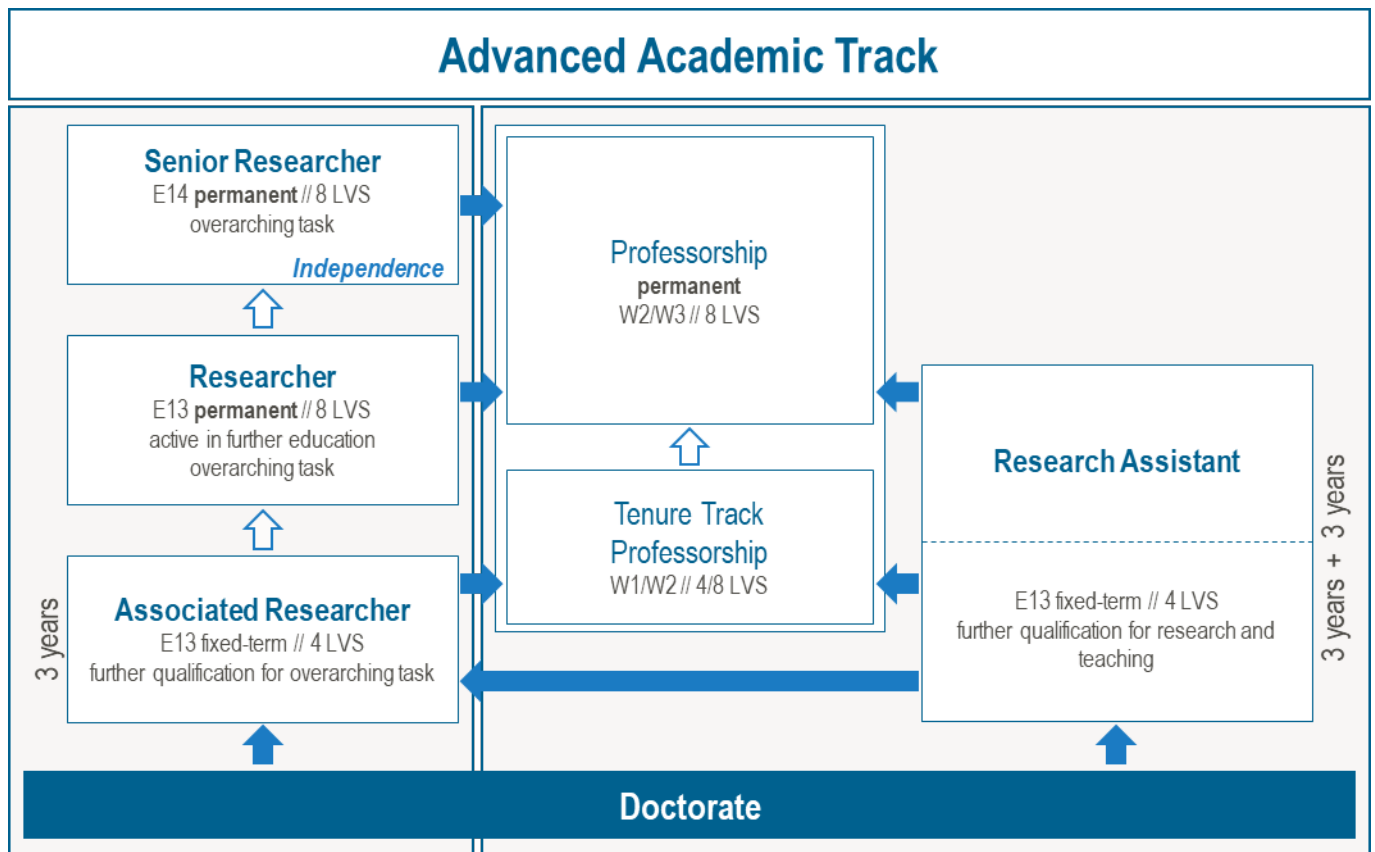 Advanced Academic Track
Senior Researcher
E14 permanent // 8 LVS
overarching task
Independence
Researcher
E13 permanent // 8 LVS
active in further education
overarching task
3 years
Associated Researcher
E13 fixed-term // 4 LVS
further qualification for overarching task
Professorship
permanent
W2/W3 // 8 LVS
Tenure Track
Professorship
W1/W2 // 4/8 LVS
Research Assistant
E13 fixed-term // 4 LVS
further qualification for research and
teaching
3 years + 3 years
Doctorate